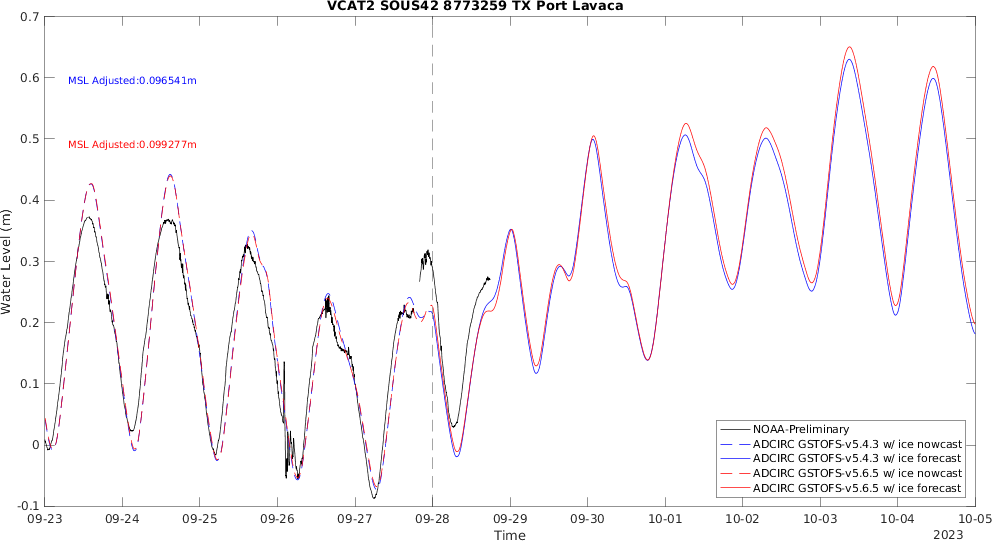 VCAT2 SOUS42 8773259 TX Port Lavaca
0.7
0.6
0.5
0.4
0.3
0.2
0.1
0
-0.1
Water Level (m)
MSL Adjusted:0.096541m
MSL Adjusted:0.099277m
NOAA-Preliminary
ADCIRC GSTOFS-v5.4.3 w/ ice nowcast
ADCIRC GSTOFS-v5.4.3 w/ ice forecast
ADCIRC GSTOFS-v5.6.5 w/ ice nowcast
ADCIRC GSTOFS-v5.6.5 w/ ice forecast
09-23 09-24 09-25 09-26 09-27 09-28 09-29 09-30 10-01 10-02 10-03 10-04 10-05
Time
2023